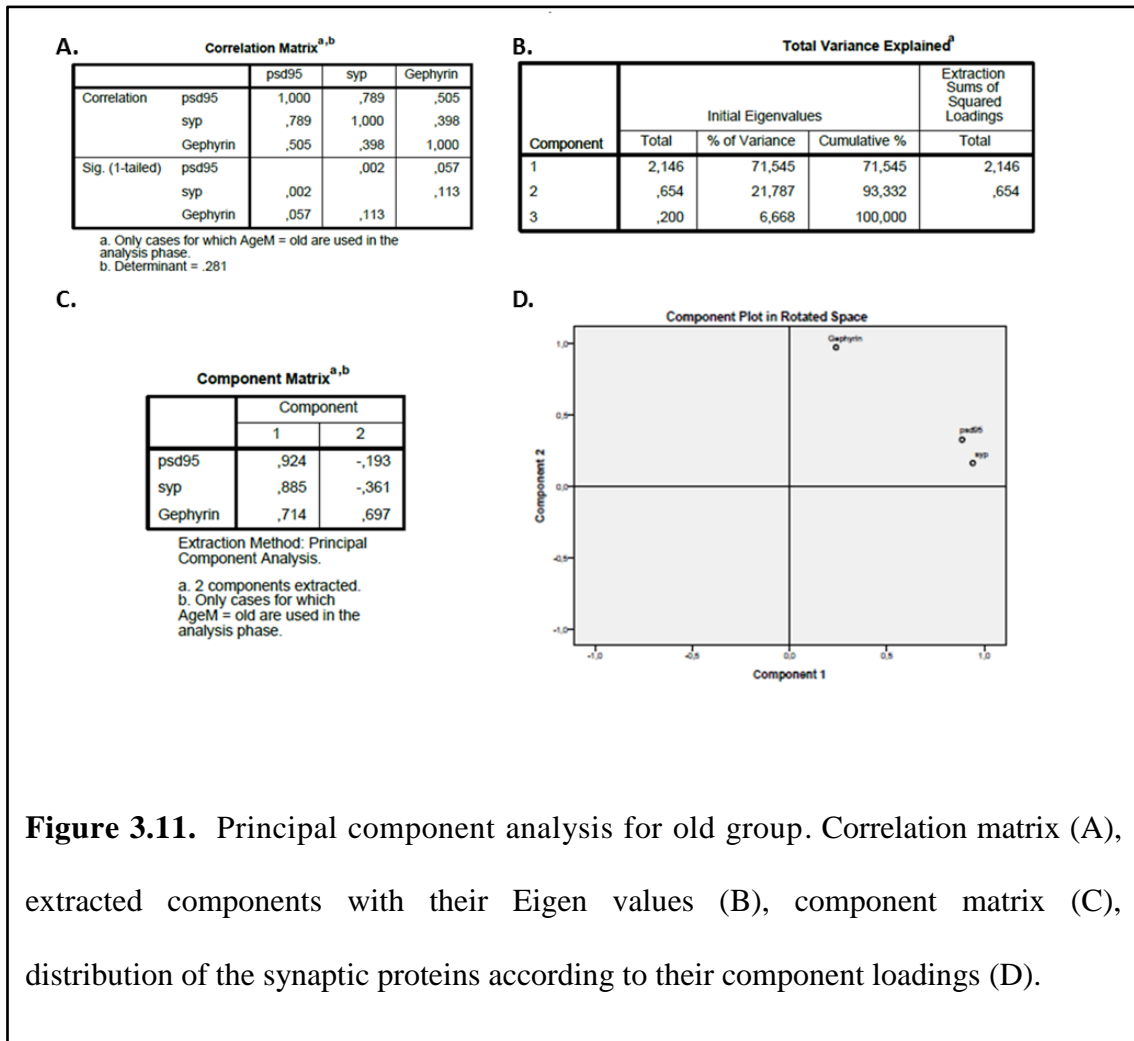 A.
Correlation Matrix a,b
psd95 syp Gephyrin
Correlation psd95 1,000 ,789 ,505
syp ,789 1,000 ,398
Gephyrin ,505 ,398 1,000
Sig. (1-tailed) psd95 ,002 ,057
syp ,002 ,113
Gephyrin ,057 ,113
a. Only cases for which AgeM = old are used in the
analysis phase.
b. Determinant = .281
B.
Total Variance Explained a
Component
Initial Eigenvalues
Extraction
Sums of
Squared
Loadings
Total % of Variance Cumulative % Total
1 2,146 71,545 71,545 2,146
2 ,654 21,787 93,332 ,654
3 ,200 6,668 100,000
C.
Component Matrix a,b
Component
1 2
psd95 ,924 -,193
syp ,885 -,361
Gephyrin ,714 ,697
Extraction Method: Principal
Component Analysis.
a. 2 components extracted.
b. Only cases for which
AgeM = old are used in the
analysis phase.
D.
Component Plot in Rotated Space
Component 2
1,0
0,5
0,0
-0,5
-1,0
Gephyrin
psd95
syp
-1,0 -0,5 0,0 0,5 1,0
Component 1
Figure 3.11. Principal component analysis for old group. Correlation matrix (A),
extracted components with their Eigen values (B), component matrix (C),
distribution of the synaptic proteins according to their component loadings (D).